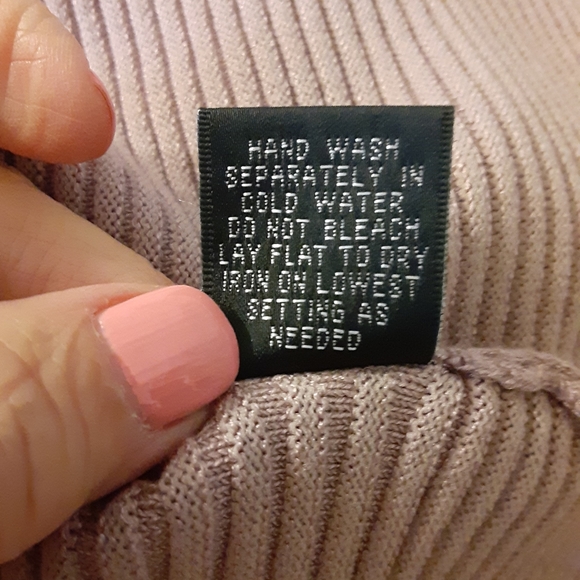 HAND WASH
SEPARATELY IN
COLD WATER
DO NOT BLEACH
LAY FLAT TO DRY
IRON ON LOWEST
SETTING AS
NEEDED